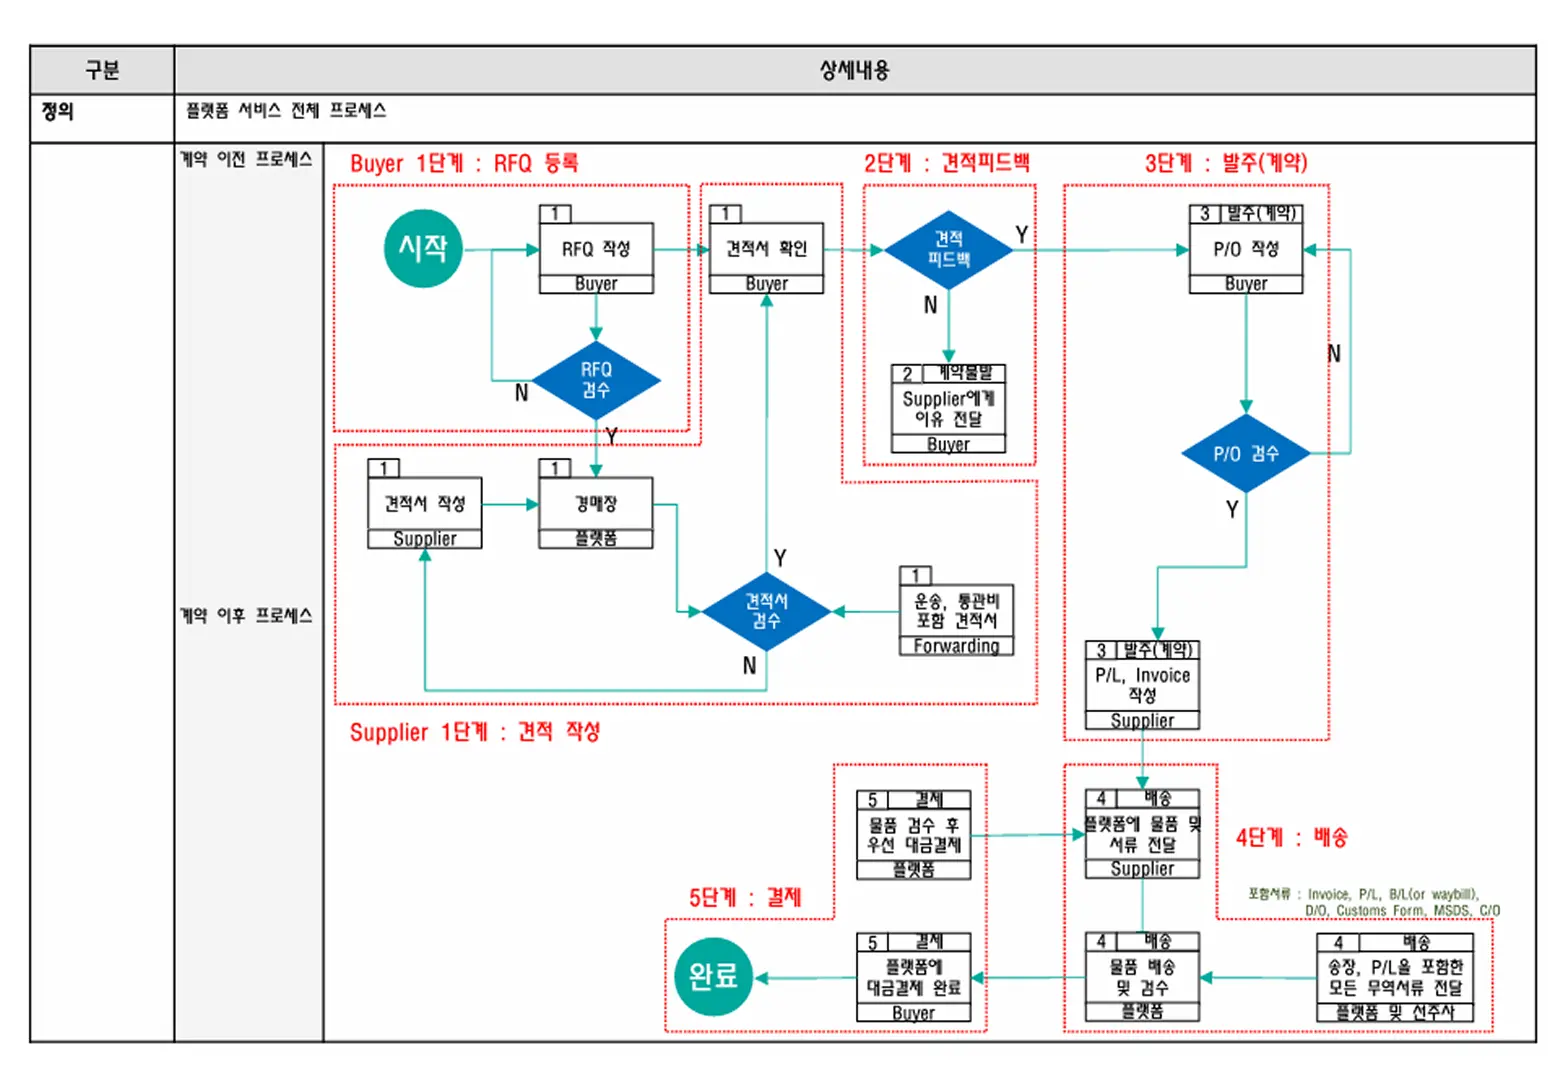 구분
상세내용
정의
플랫폼 서비스 전체 프로세스
계약 이전 프로세스
계약 이후 프로세스
Buyer 1단계 : RFQ 등록
2단계 : 견적피드백
3단계 : 발주(계약)
시작
1
RFQ 작성
Buyer
RFQ
검수
N
Y
1
견적서 확인
Buyer
견적
피드백
Y
N
2 계약불발
Supplier에게
이유 전달
Buyer
3 발주(계약)
P/O 작성
Buyer
N
P/O 검수
Y
1
견적서 작성
Supplier
1
경매장
플랫폼
Y
견적서
검수
N
1
운송, 통관비
포함 견적서
Forwarding
3 발주(계약)
P/L, Invoice
작성
Supplier
Supplier 1단계 : 견적 작성
5 결제
물품 검수 후
우선 대금결제
플랫폼
4 배송
플랫폼에 물품 및
서류 전달
Supplier
4단계 : 배송
5단계 : 결제
포함서류 : Invoice, P/L, B/L(or waybill),
D/O, Customs Form, MSDS, C/O
완료
5 결제
플랫폼에
대금결제 완료
Buyer
4 배송
물품 배송
및 검수
플랫폼
4 배송
송장, P/L을 포함한
모든 무역서류 전달
플랫폼 및 선주사